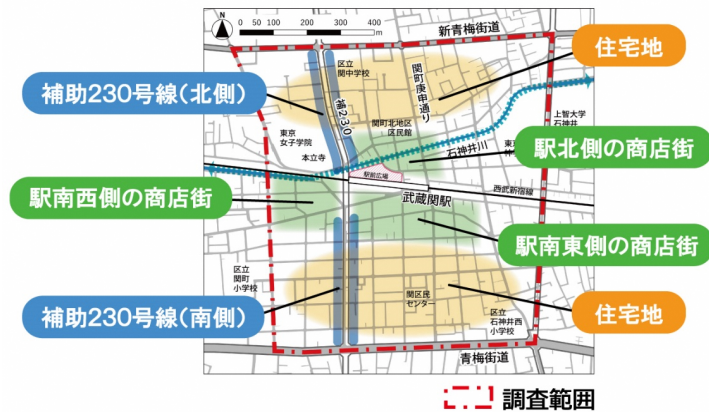 N
0 50 100 200 300 400
m
新青梅街道
住宅地
区立
関中学校
関町庚申通り
補助230号線(北側)
補230
関町北地区
区民館
上智大学
石神井
東京
女子学院
石神井川
本立寺
駅北側の商店街
駅前広場
西武新宿線
駅南西側の商店街
武蔵関駅
駅南東側の商店街
区立
関町
小学校
関区民
センター
補助230号線(南側)
住宅地
区立
石神井西
小学校
青梅街道
調査範囲